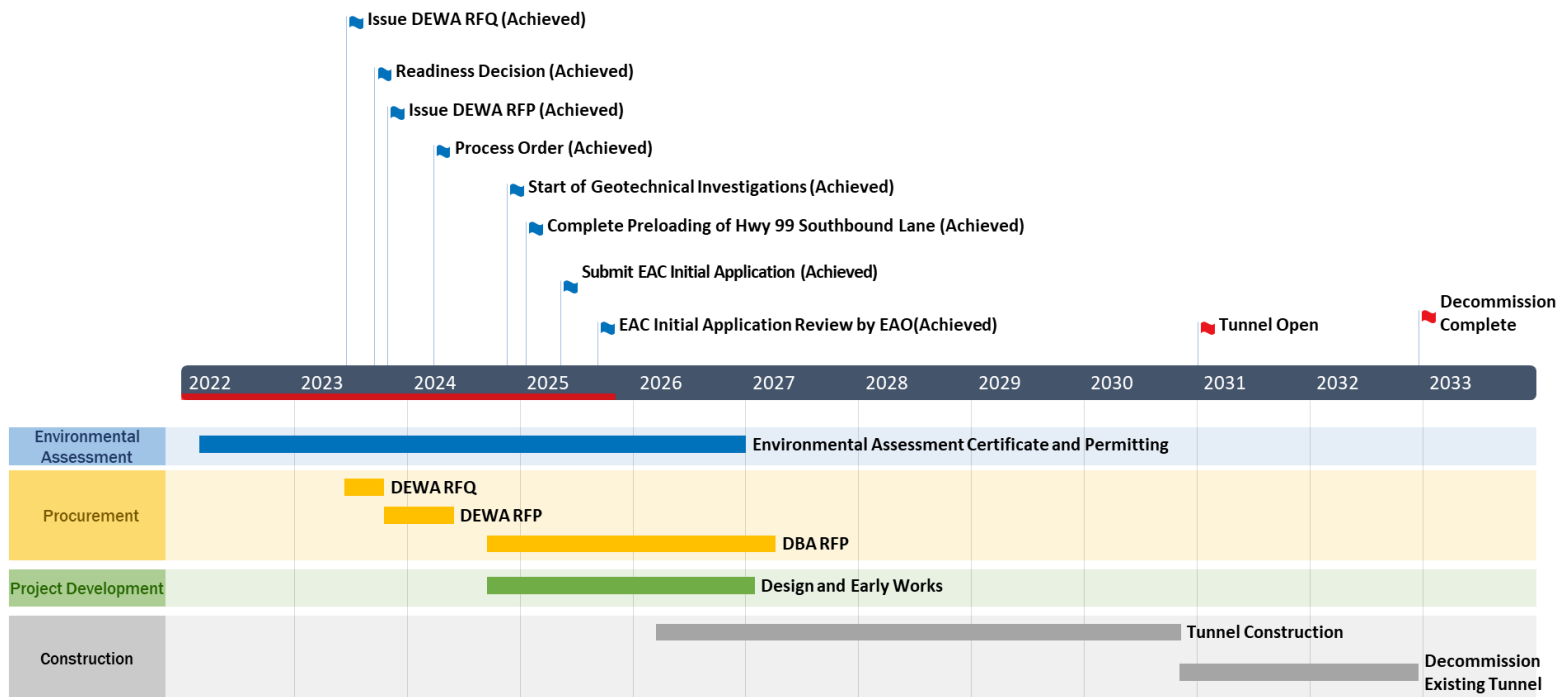 Issue DEWA RFQ (Achieved)
Readiness Decision (Achieved)
Issue DEWA RFP (Achieved)
Process Order (Achieved)
Start of Geotechnical Investigations (Achieved)
Complete Preloading of Hwy 99 Southbound Lane (Achieved)
Submit EAC Initial Application (Achieved)
EAC Initial Application Review by EAO(Achieved)
Tunnel Open
Decommission
Complete
2022 2023 2024 2025 2026 2027 2028 2029 2030 2031 2032 2033
Environmental
Assessment
Environmental Assessment Certificate and Permitting
Procurement
DEWA RFQ
DEWA RFP
DBA RFP
Project Development
Design and Early Works
Construction
Tunnel Construction
Decommission
Existing Tunnel